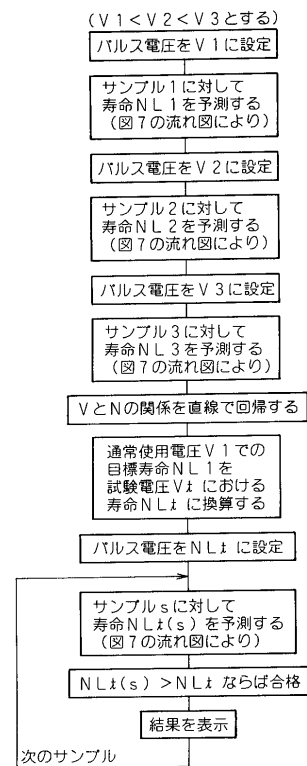 (V1<V2<V3とする)
パルス電圧をV1に設定
サンプル1に対して
寿命NL1を予測する
(図7の流れ図により)
パルス電圧をV2に設定
サンプル2に対して
寿命NL2を予測する
(図7の流れ図により)
パルス電圧をV3に設定
サンプル3に対して
寿命NL3を予測する
(図7の流れ図により)
VとNの関係を直線で回帰する
通常使用電圧V1での
目標寿命NL1を
試験電圧Vtにおける
寿命NLtに換算する
パルス電圧をNLtに設定
サンプルsに対して
寿命NLt(s)を予測する
(図7の流れ図により)
NLt(s)>NLtならば合格
結果を表示
次のサンプル